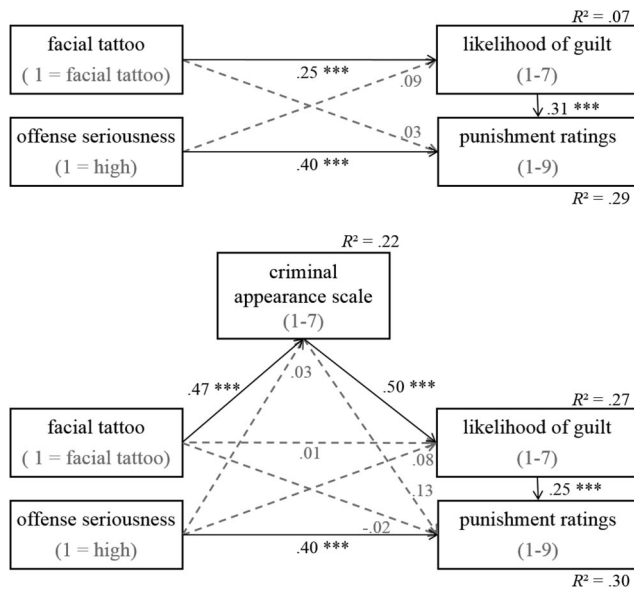 R² = .07
facial tattoo
( 1 = facial tattoo)
likelihood of guilt
(1-7)
.25 ***
.09
.31 ***
.03
offense seriousness
(1 = high)
punishment ratings
(1-9)
.40 ***
R² = .29
R² = .22
criminal
appearance scale
(1-7)
.47 ***
.03
.50 ***
R² = .27
facial tattoo
( 1 = facial tattoo)
likelihood of guilt
(1-7)
.01
.08
.25 ***
.13
offense seriousness
(1 = high)
punishment ratings
(1-9)
-.02
.40 ***
R² = .30